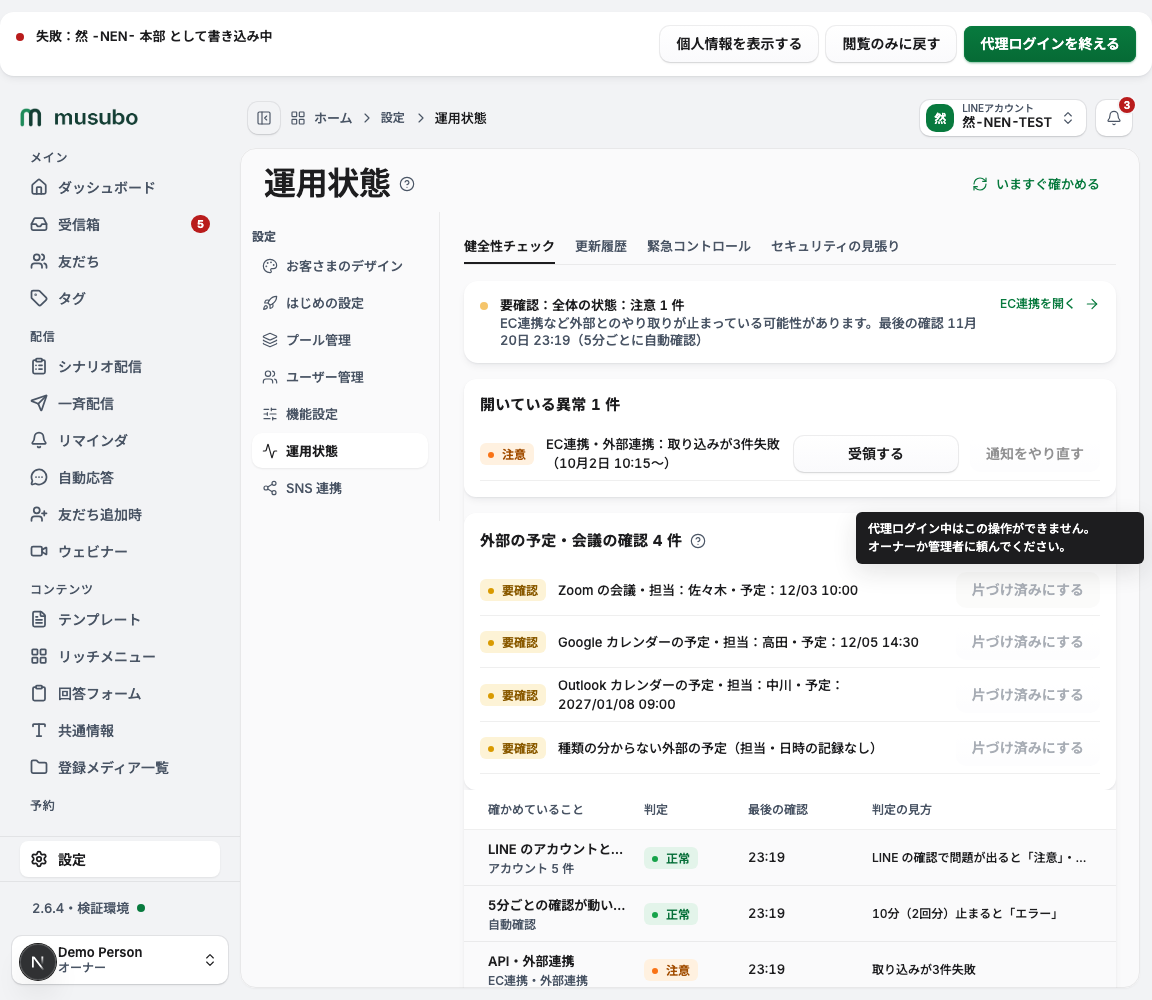 失敗：然 -NEN- 本部 として書き込み中
個人情報を表示する
閲覧のみに戻す
代理ログインを終える
musubo
ホーム
設定
運用状態
LINEアカウント
然
然-NEN-TEST
3
メイン
ダッシュボード
受信箱
5
友だち
タグ
配信
シナリオ配信
一斉配信
リマインダ
自動応答
友だち追加時
ウェビナー
コンテンツ
テンプレート
リッチメニュー
回答フォーム
共通情報
登録メディア一覧
予約
設定
2.6.4・検証環境
N
Demo Person
オーナー
運用状態
いますぐ確かめる
設定
お客さまのデザイン
はじめの設定
プール管理
ユーザー管理
機能設定
運用状態
SNS 連携
健全性チェック
更新履歴
緊急コントロール
セキュリティの見張り
要確認：全体の状態：注意 1 件
EC連携など外部とのやり取りが止まっている可能性があります。最後の確認 11月
20日 23:19（5分ごとに自動確認）
EC連携を開く
開いている異常 1 件
注意
EC連携・外部連携：取り込みが3件失敗
（10月2日 10:15〜）
受領する
通知をやり直す
代理ログイン中はこの操作ができません。
オーナーか管理者に頼んでください。
外部の予定・会議の確認 4 件
要確認
Zoom の会議・担当：佐々木・予定：12/03 10:00
片づけ済みにする
要確認
Google カレンダーの予定・担当：高田・予定：12/05 14:30
片づけ済みにする
要確認
Outlook カレンダーの予定・担当：中川・予定：
2027/01/08 09:00
片づけ済みにする
要確認
種類の分からない外部の予定（担当・日時の記録なし）
片づけ済みにする
確かめていること
判定
最後の確認
判定の見方
LINE のアカウントと…
アカウント 5 件
正常
23:19
LINE の確認で問題が出ると「注意」・…
5分ごとの確認が動い…
自動確認
正常
23:19
10分（2回分）止まると「エラー」
API・外部連携
EC連携・外部連携
注意
23:19
取り込みが3件失敗